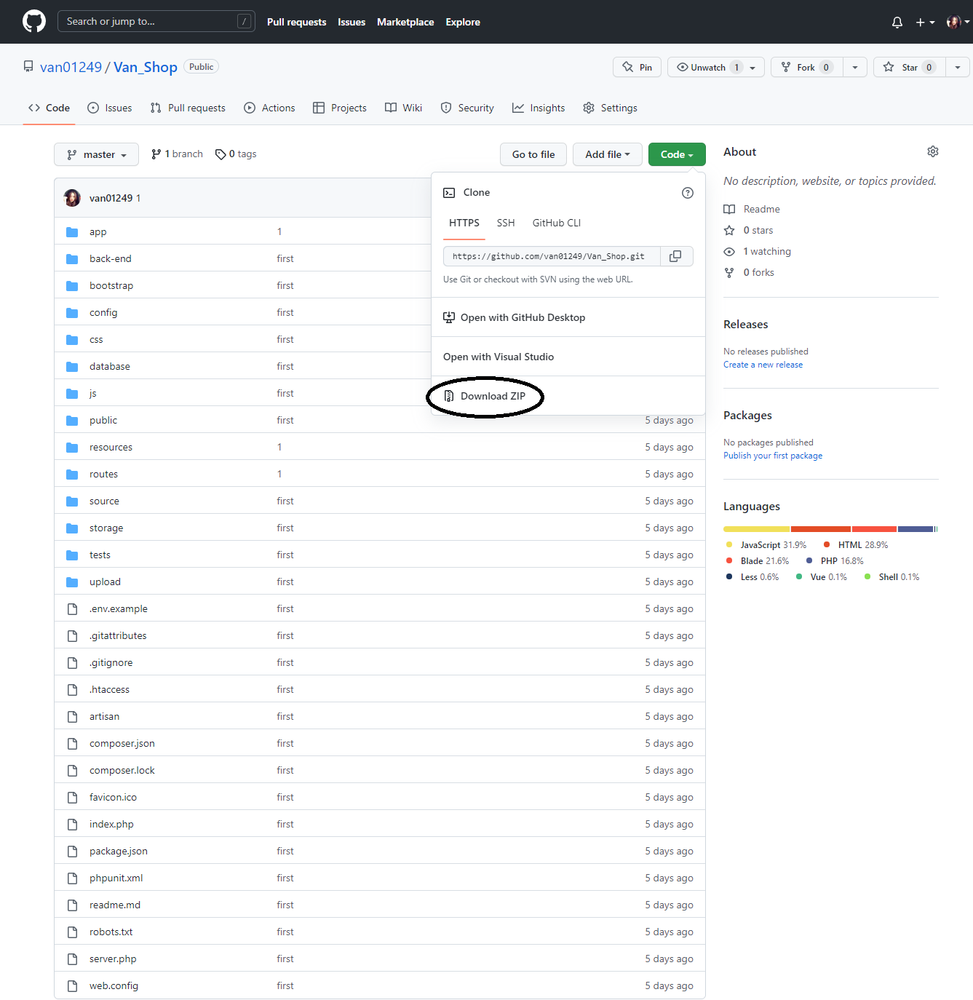 Search or jump to... /
Pull requests Issues Marketplace Explore
van01249 / Van_Shop Public
Pin Unwatch 1 Fork 0 Star 0
Code Issues Pull requests Actions Projects Wiki Security Insights Settings
master 1 branch 0 tags Go to file Add file Code
van01249 1
Clone
HTTPS SSH GitHub CLI
https://github.com/van01249/Van_Shop.git
Use Git or checkout with SVN using the web URL.
Open with GitHub Desktop
Open with Visual Studio
Download ZIP
app 1
back-end first
bootstrap first
config first
css first
database first
js first
public first 5 days ago
resources 1 5 days ago
routes 1 5 days ago
source first 5 days ago
storage first 5 days ago
tests first 5 days ago
upload first 5 days ago
.env.example first 5 days ago
.gitattributes first 5 days ago
.gitignore first 5 days ago
.htaccess first 5 days ago
artisan first 5 days ago
composer.json first 5 days ago
composer.lock first 5 days ago
favicon.ico first 5 days ago
index.php first 5 days ago
package.json first 5 days ago
phpunit.xml first 5 days ago
readme.md first 5 days ago
robots.txt first 5 days ago
server.php first 5 days ago
web.config first 5 days ago
About
No description, website, or topics provided.
Readme
0 stars
1 watching
0 forks
Releases
No releases published
Create a new release
Packages
No packages published
Publish your first package
Languages
JavaScript 31.9% HTML 28.9%
Blade 21.6% PHP 16.8%
Less 0.6% Vue 0.1% Shell 0.1%